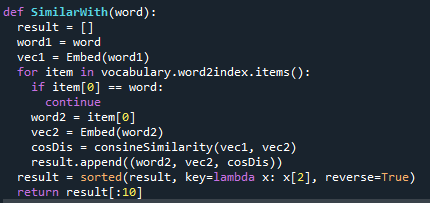 def SimilarWith(word):
  result = []
  word1 = word
  vec1 = Embed(word1)
  for item in vocabulary.word2index.items():
    if item[0] == word:
      continue
    word2 = item[0]
    vec2 = Embed(word2)
    cosDis = consineSimilarity(vec1, vec2)
    result.append((word2, vec2, cosDis))
  result = sorted(result, key=lambda x: x[2], reverse=True)
  return result[:10]